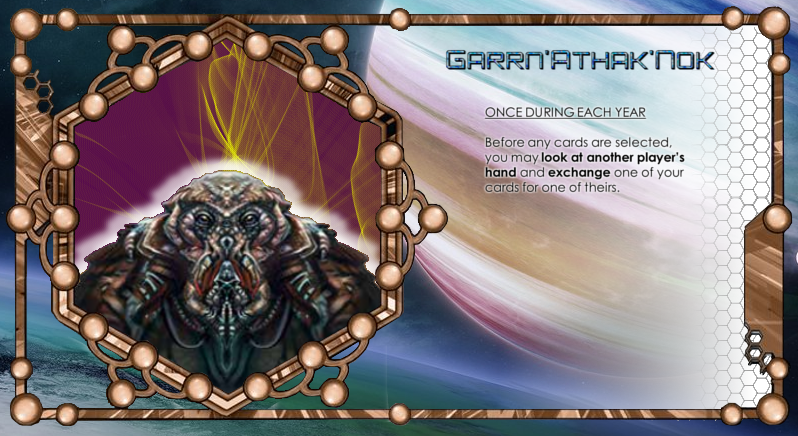 Garrn'Athak'Nok
ONCE DURING EACH YEAR
Before any cards are selected,
you may look at another player's
hand and exchange one of your
cards for one of theirs.